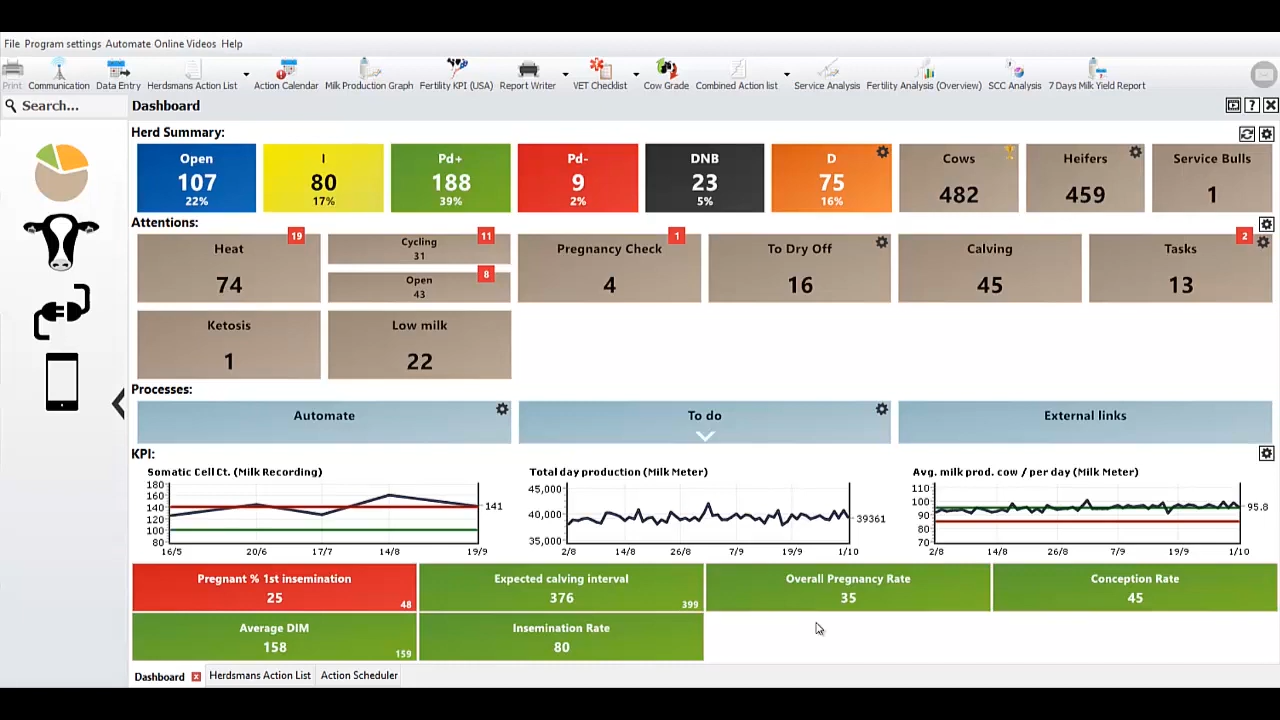 File Program settings Automate Online Videos Help
Print Communication Data Entry Herdsmans Action List Action Calendar Milk Production Graph Fertility KPI (USA) Report Writer VET Checklist Cow Grade Combined Action list Service Analysis Fertility Analysis (Overview) SCC Analysis 7 Days Milk Yield Report
Search... Dashboard
Herd Summary:
Open I Pd+ Pd- DNB D Cows Heifers Service Bulls
107 80 188 9 23 75 482 459 1
22% 17% 39% 2% 5% 16%
Attentions:
19 11 1 2
Heat Cycling Pregnancy Check To Dry Off Calving Tasks
31
8
Open
74 43 4 16 45 13
Ketosis Low milk
1 22
Processes:
Automate To do External links
KPI:
Somatic Cell Ct. (Milk Recording) Total day production (Milk Meter) Avg. milk prod. cow / per day (Milk Meter)
180
160
140
120
100
80
141
16/5 20/6 17/7 14/8 19/9
45,000
40,000
35,000
39361
2/8 14/8 26/8 7/9 19/9 1/10
110
100
90
80
70
95.8
2/8 14/8 26/8 7/9 19/9 1/10
Pregnant % 1st insemination Expected calving interval Overall Pregnancy Rate Conception Rate
25 376 35 45
48 399
Average DIM Insemination Rate
158 80
159
Dashboard Herdsmans Action List Action Scheduler